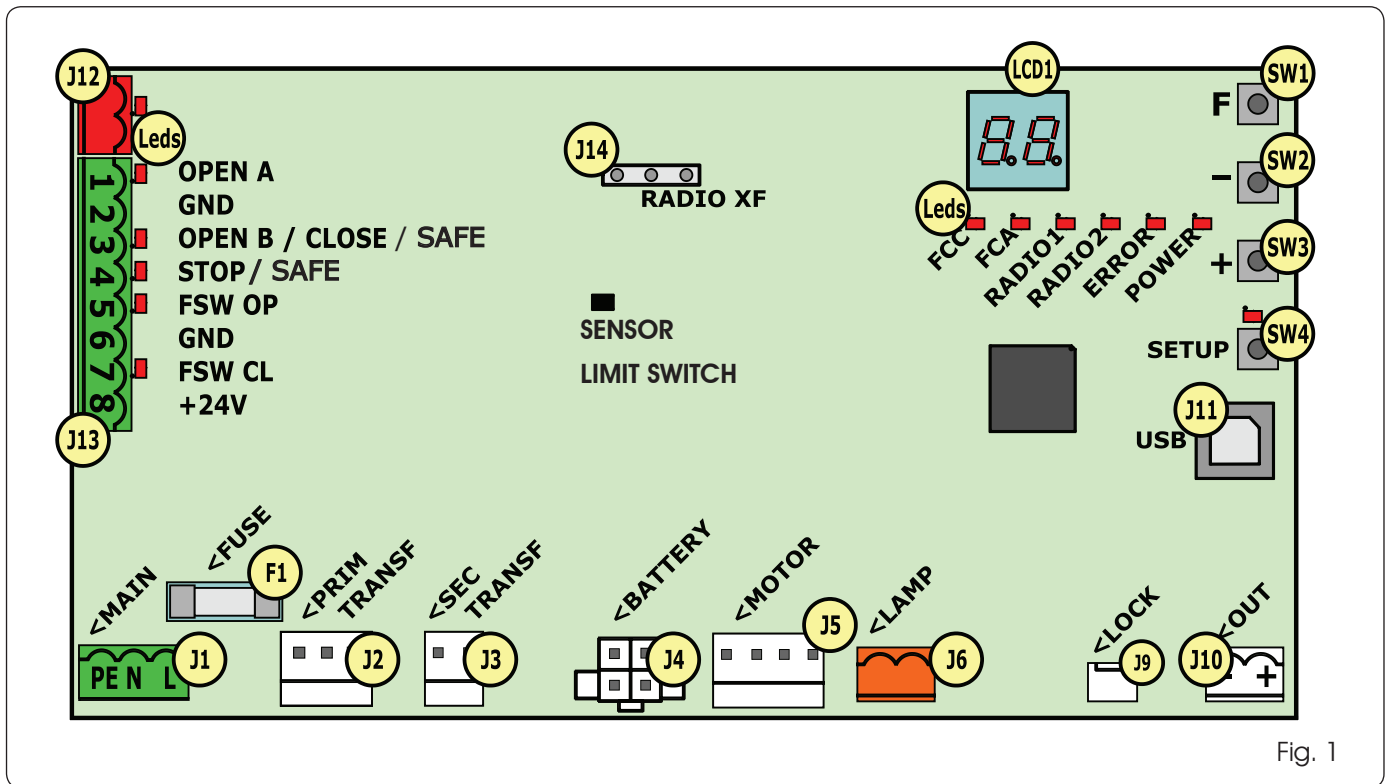 J12
Leds
1 OPEN A
2 GND
3 OPEN B / CLOSE / SAFE
4 STOP / SAFE
5 FSW OP
6 GND
7 FSW CL
8 +24V
J13
J14
RADIO XF
SENSOR
LIMIT SWITCH
LCD1
8.8.
Leds
FCC
FCA
RADIO1
RADIO2
ERROR
POWER
SW1
F
SW2
-
SW3
+
SW4
SETUP
J11
USB
<MAIN
PE N L
J1
<FUSE
F1
<PRIM
TRANSF
J2
<SEC
TRANSF
J3
<BATTERY
J4
<MOTOR
J5
<LAMP
J6
<LOCK
J9
<OUT
J10
- +
Fig. 1